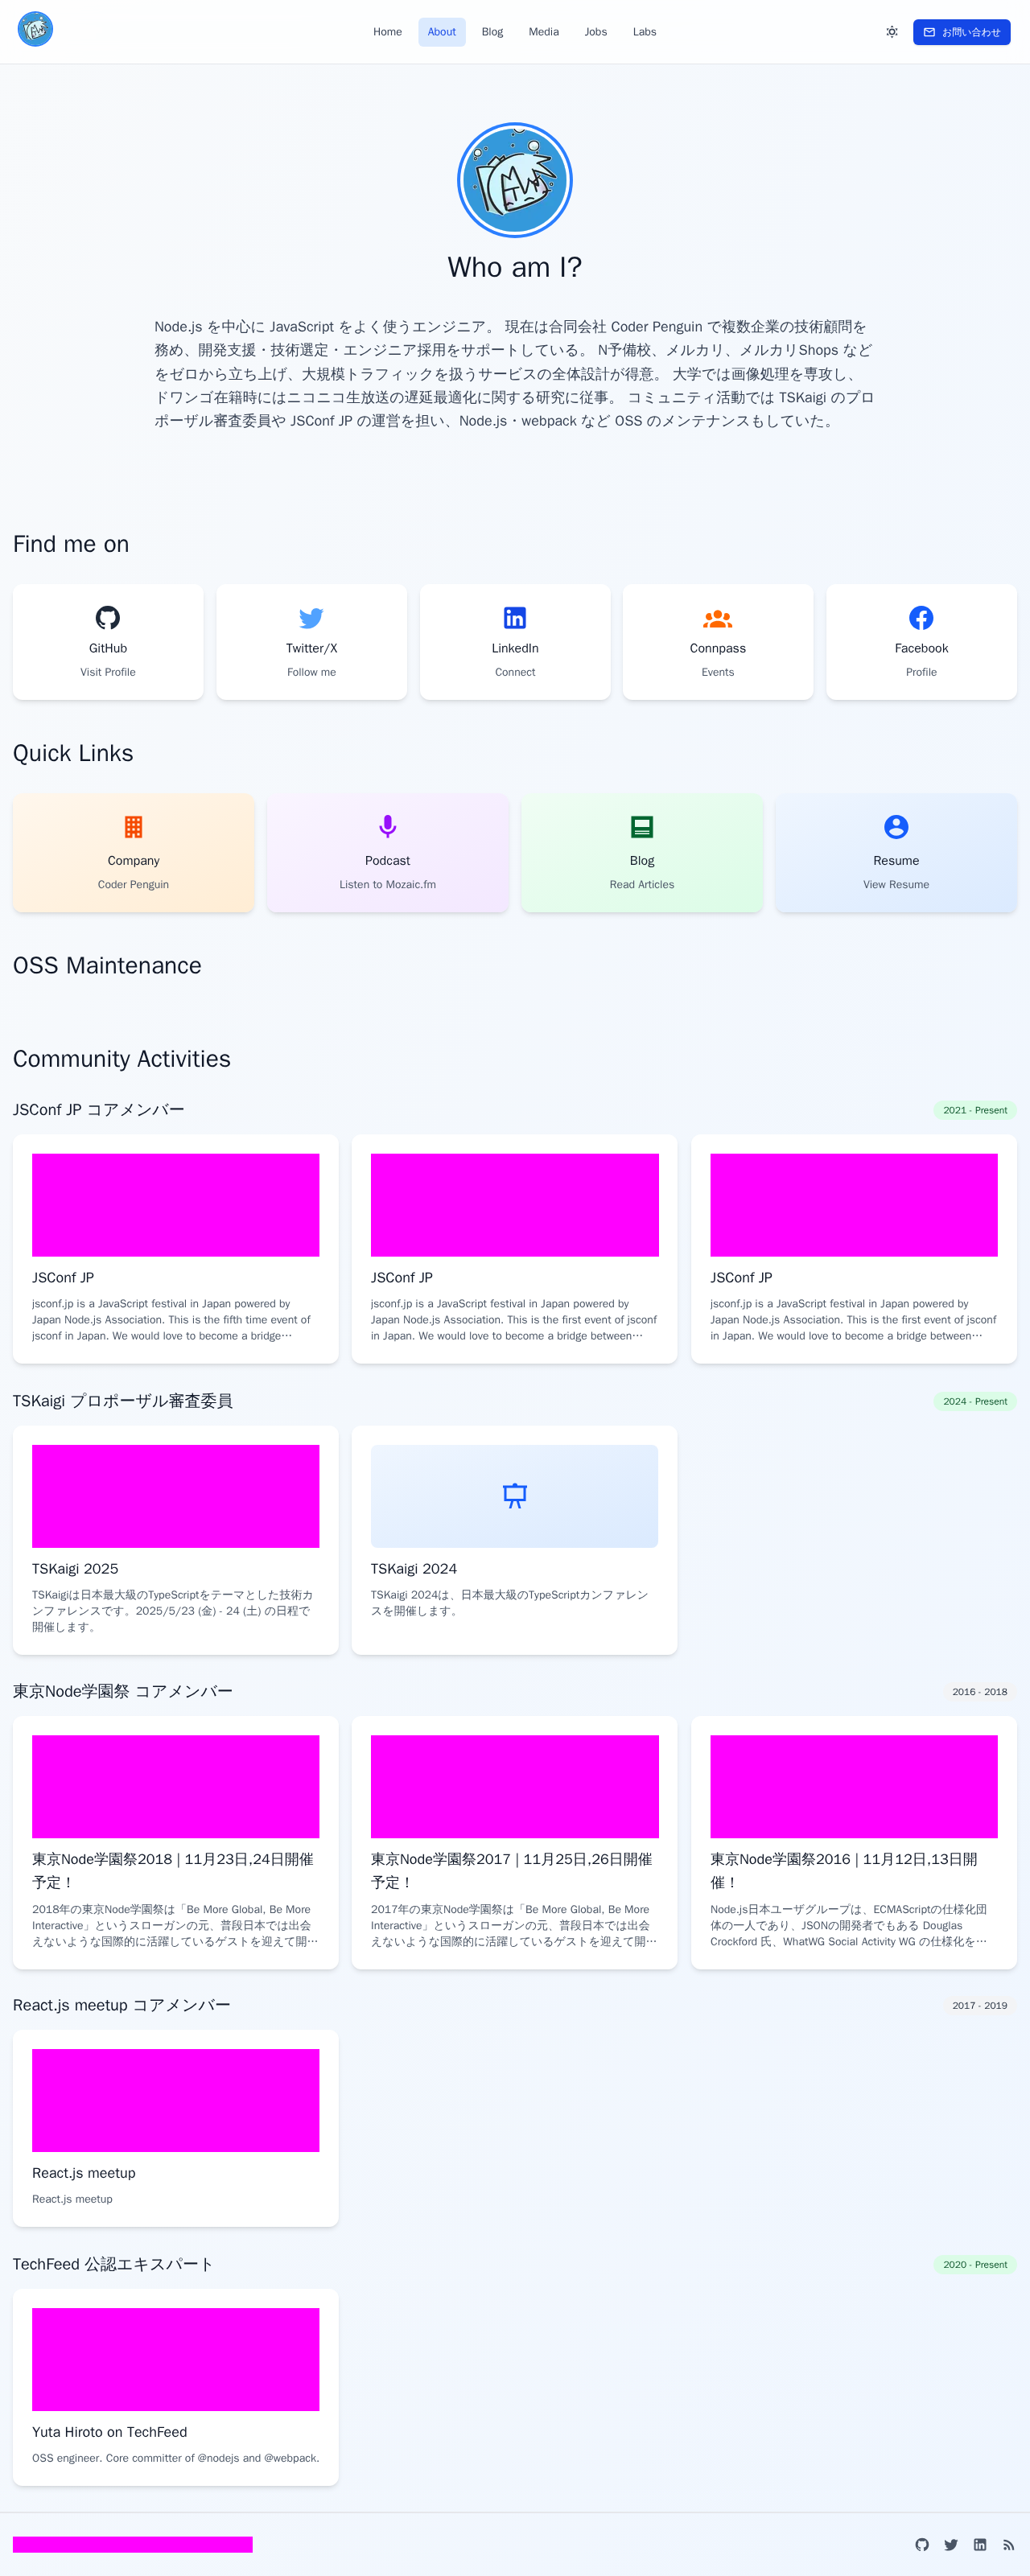 Home
About
Blog
Media
Jobs
Labs
お問い合わせ
Who am I?
Node.js を中心に JavaScript をよく使うエンジニア。 現在は合同会社 Coder Penguin で複数企業の技術顧問を
務め、開発支援・技術選定・エンジニア採用をサポートしている。 N予備校、メルカリ、メルカリShops など
をゼロから立ち上げ、大規模トラフィックを扱うサービスの全体設計が得意。 大学では画像処理を専攻し、
ドワンゴ在籍時にはニコニコ生放送の遅延最適化に関する研究に従事。 コミュニティ活動では TSKaigi のプロ
ポーザル審査委員や JSConf JP の運営を担い、Node.js・webpack など OSS のメンテナンスもしていた。
Find me on
GitHub
Visit Profile
Twitter/X
Follow me
LinkedIn
Connect
Connpass
Events
Facebook
Profile
Quick Links
Company
Coder Penguin
Podcast
Listen to Mozaic.fm
Blog
Read Articles
Resume
View Resume
OSS Maintenance
Community Activities
JSConf JP コアメンバー
2021 - Present
JSConf JP
jsconf.jp is a JavaScript festival in Japan powered by
Japan Node.js Association. This is the fifth time event of
jsconf in Japan. We would love to become a bridge…
JSConf JP
jsconf.jp is a JavaScript festival in Japan powered by
Japan Node.js Association. This is the first event of jsconf
in Japan. We would love to become a bridge between…
JSConf JP
jsconf.jp is a JavaScript festival in Japan powered by
Japan Node.js Association. This is the first event of jsconf
in Japan. We would love to become a bridge between…
TSKaigi プロポーザル審査委員
2024 - Present
TSKaigi 2025
TSKaigiは日本最大級のTypeScriptをテーマとした技術カ
ンファレンスです。2025/5/23 (金) - 24 (土) の日程で
開催します。
TSKaigi 2024
TSKaigi 2024は、日本最大級のTypeScriptカンファレン
スを開催します。
東京Node学園祭 コアメンバー
2016 - 2018
東京Node学園祭2018 | 11月23日,24日開催
予定！
2018年の東京Node学園祭は「Be More Global, Be More
Interactive」というスローガンの元、普段日本では出会
えないような国際的に活躍しているゲストを迎えて開…
東京Node学園祭2017 | 11月25日,26日開催
予定！
2017年の東京Node学園祭は「Be More Global, Be More
Interactive」というスローガンの元、普段日本では出会
えないような国際的に活躍しているゲストを迎えて開…
東京Node学園祭2016 | 11月12日,13日開
催！
Node.js日本ユーザグループは、ECMAScriptの仕様化団
体の一人であり、JSONの開発者でもある Douglas
Crockford 氏、WhatWG Social Activity WG の仕様化を…
React.js meetup コアメンバー
2017 - 2019
React.js meetup
React.js meetup
TechFeed 公認エキスパート
2020 - Present
Yuta Hiroto on TechFeed
OSS engineer. Core committer of @nodejs and @webpack.